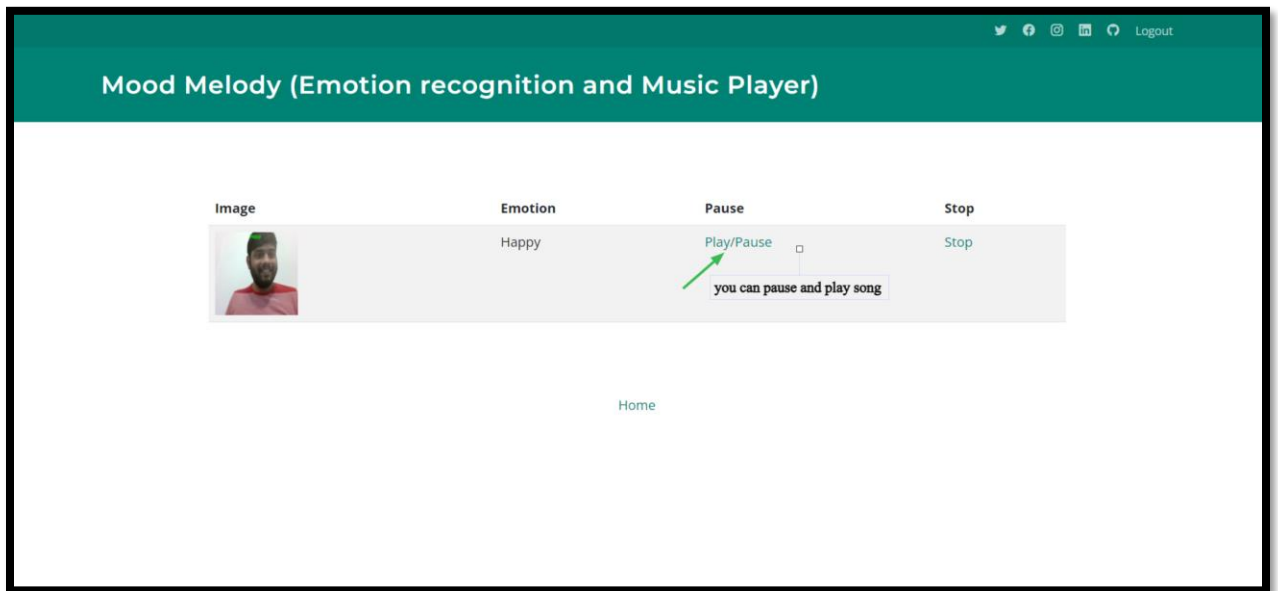 Logout
Mood Melody (Emotion recognition and Music Player)
Image Emotion Pause Stop
Happy Play/Pause Stop
you can pause and play song
Home